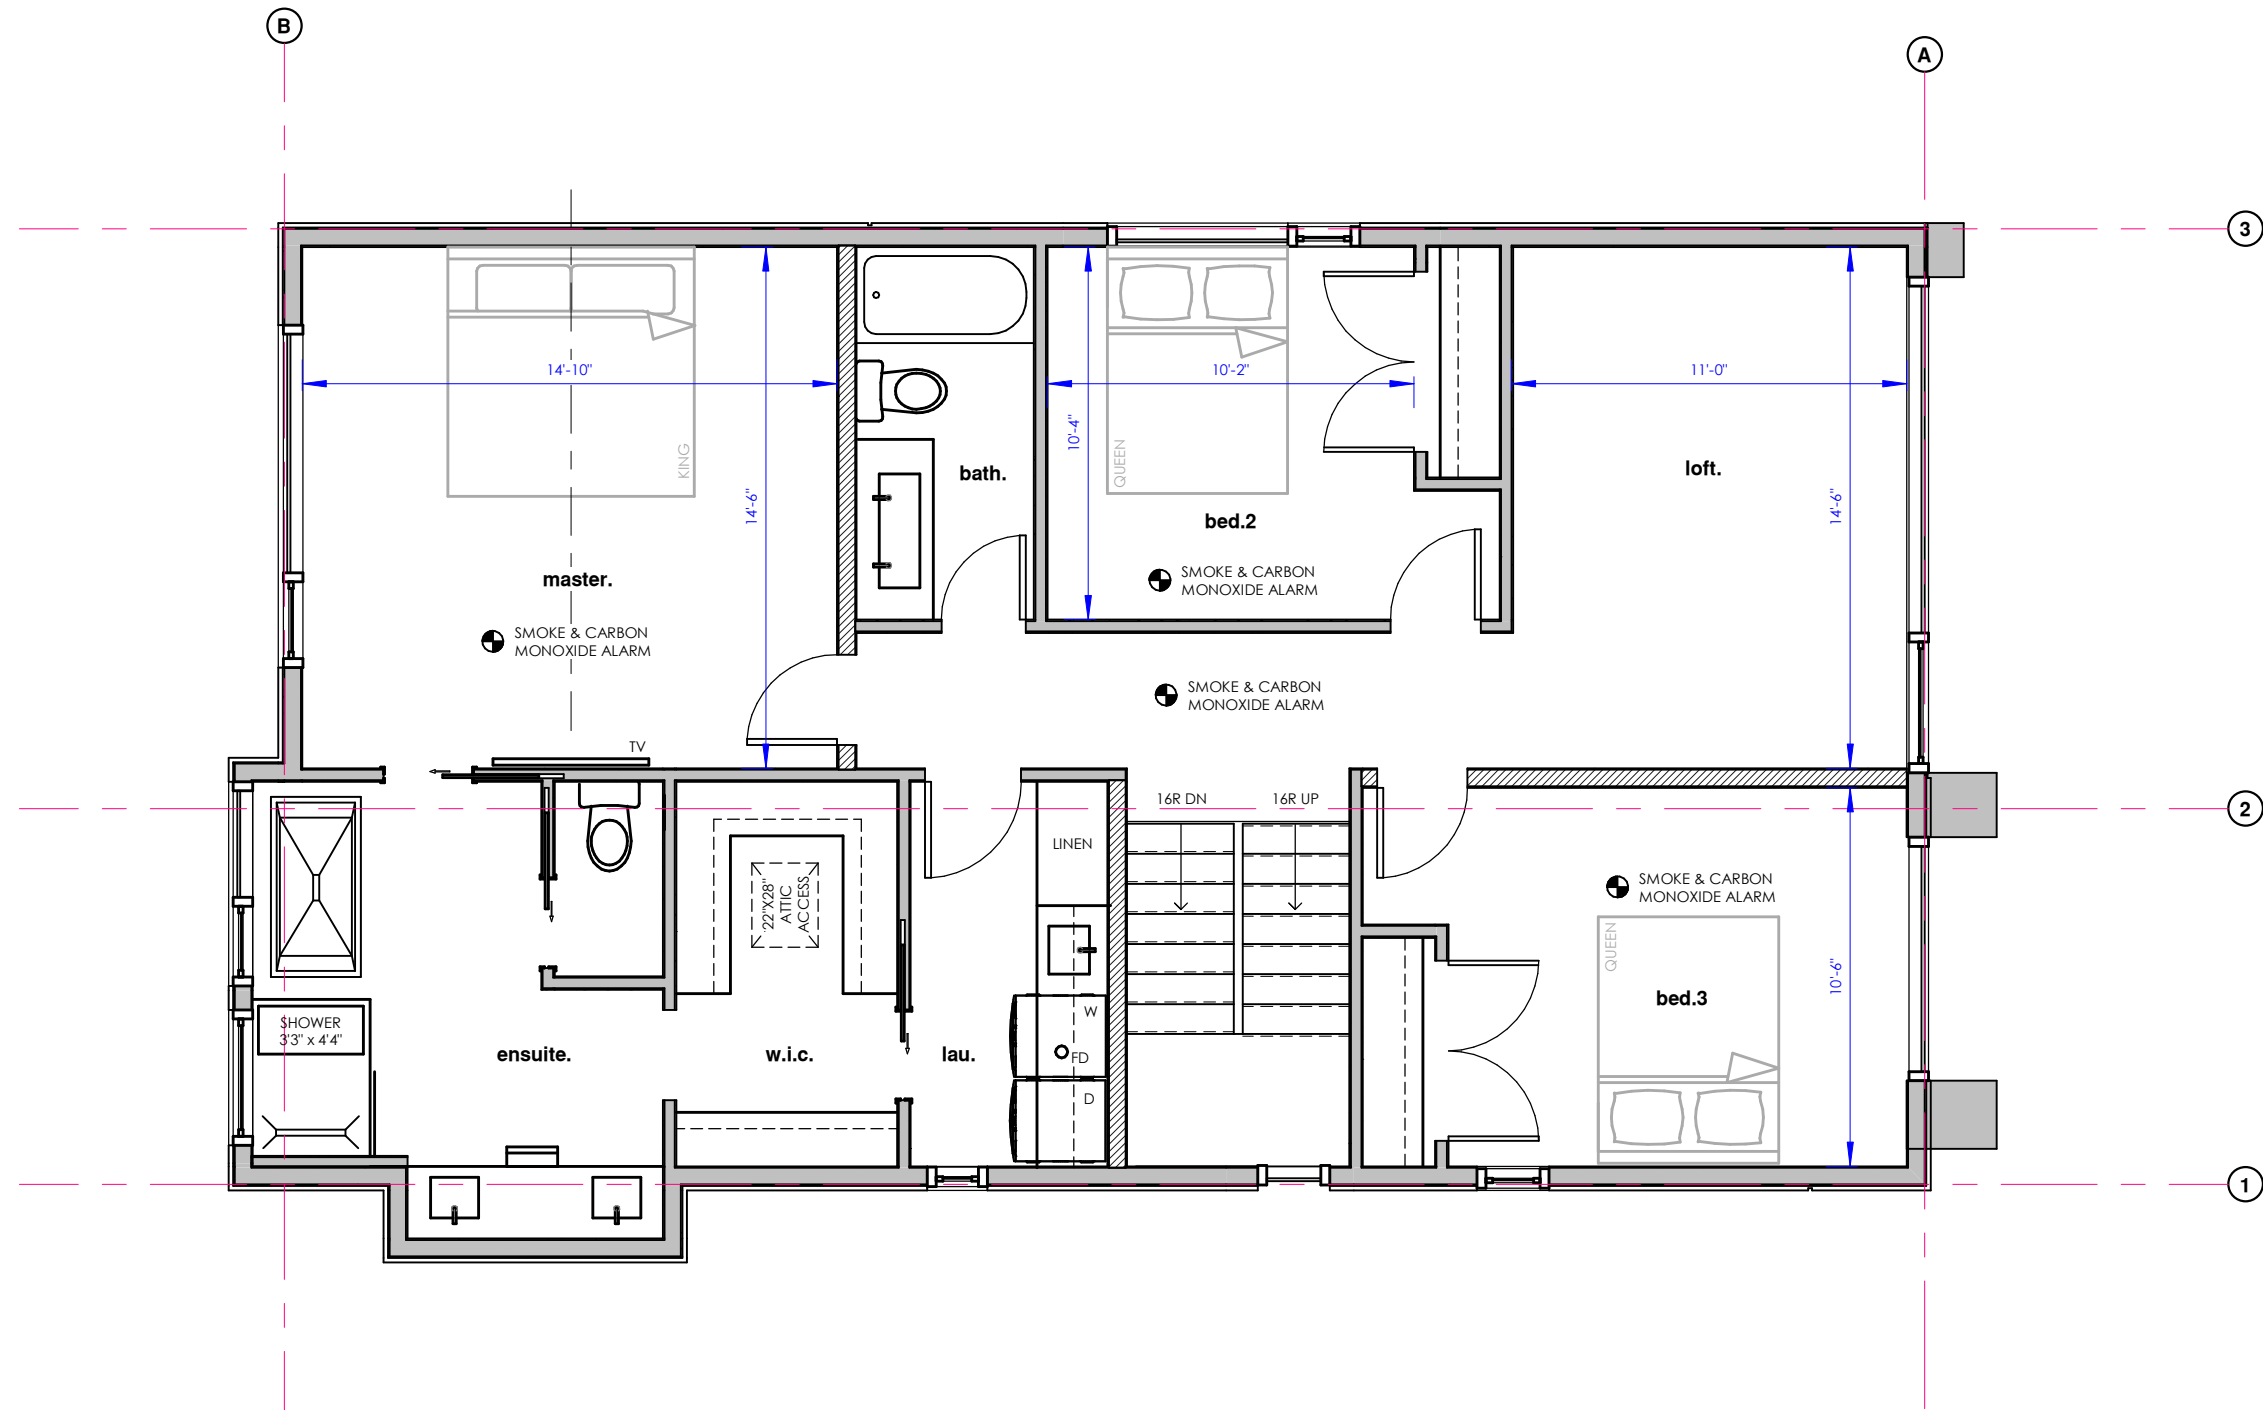 B
A
3
14'-10"
10'-2"
11'-0"
10'-4"
KING
QUEEN
bath.
loft.
14'-6"
14'-6"
bed.2
master.
SMOKE & CARBON
MONOXIDE ALARM
SMOKE & CARBON
MONOXIDE ALARM
SMOKE & CARBON
MONOXIDE ALARM
TV
16R DN
16R UP
2
LINEN
22"X28"
ATTIC
ACCESS
SMOKE & CARBON
MONOXIDE ALARM
QUEEN
10'-6"
bed.3
W
SHOWER
3'3" x 4'4"
ensuite.
w.i.c.
lau.
FD
D
1